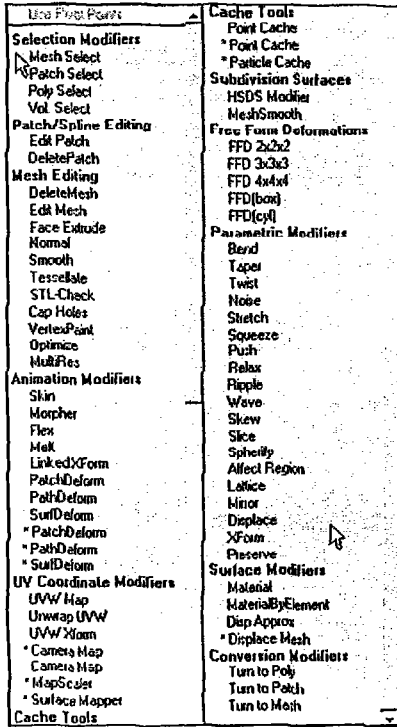 Use Pivot Points
Selection Modifiers
Mesh Select
Patch Select
Poly Select
Vol. Select
Patch/Spline Editing
Edit Patch
DeletePatch
Mesh Editing
DeleteMesh
Edit Mesh
Face Extrude
Normal
Smooth
Tessellate
STL-Check
Cap Holes
VertexPaint
Optimize
MultiRes
Animation Modifiers
Skin
Morpher
Flex
Melt
LinkedXForm
PatchDeform
PathDeform
SurfDeform
* PatchDeform
* PathDeform
* SurfDeform
UV Coordinate Modifiers
UVW Map
Unwrap UVW
UVW Xform
* Camera Map
Camera Map
* MapScaler
* Surface Mapper
Cache Tools
Cache Tools
Point Cache
* Point Cache
* Particle Cache
Subdivision Surfaces
HSDS Modifier
MeshSmooth
Free Form Deformations
FFD 2x2x2
FFD 3x3x3
FFD 4x4x4
FFD(box)
FFD(cyl)
Parametric Modifiers
Bend
Taper
Twist
Noise
Stretch
Squeeze
Push
Relax
Ripple
Wave
Skew
Slice
Spherify
Affect Region
Lattice
Mirror
Displace
XForm
Preserve
Surface Modifiers
Material
MaterialByElement
Disp Approx
* Displace Mesh
Conversion Modifiers
Turn to Poly
Turn to Patch
Turn to Mesh